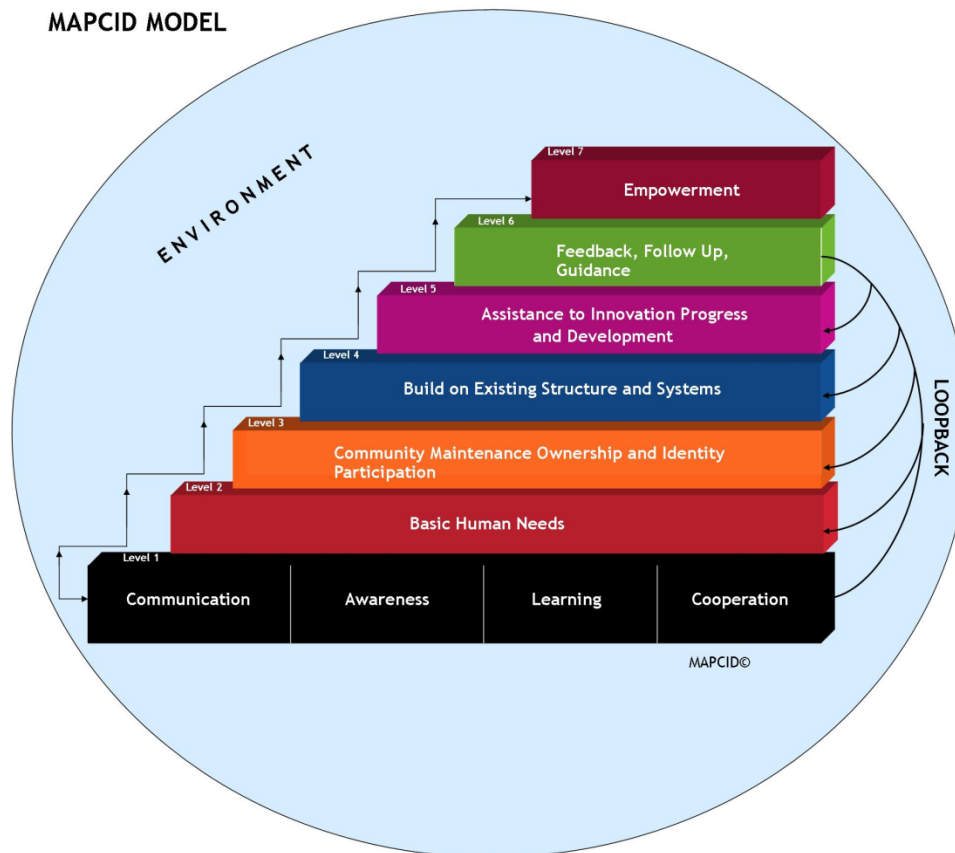 MAPCID MODEL
ENVIRONMENT
Level 7
Empowerment
Level 6
Feedback, Follow Up,
Guidance
Level 5
Assistance to Innovation Progress
and Development
Level 4
Build on Existing Structure and Systems
Level 3
Community Maintenance Ownership and Identity
Participation
Level 2
Basic Human Needs
Level 1
Communication
Awareness
Learning
Cooperation
LOOPBACK
MAPCID©